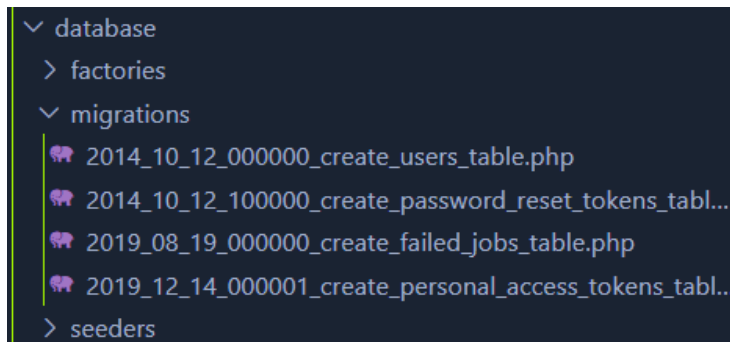 database
factories
migrations
2014_10_12_000000_create_users_table.php
2014_10_12_100000_create_password_reset_tokens_tabl...
2019_08_19_000000_create_failed_jobs_table.php
2019_12_14_000001_create_personal_access_tokens_tabl...
seeders